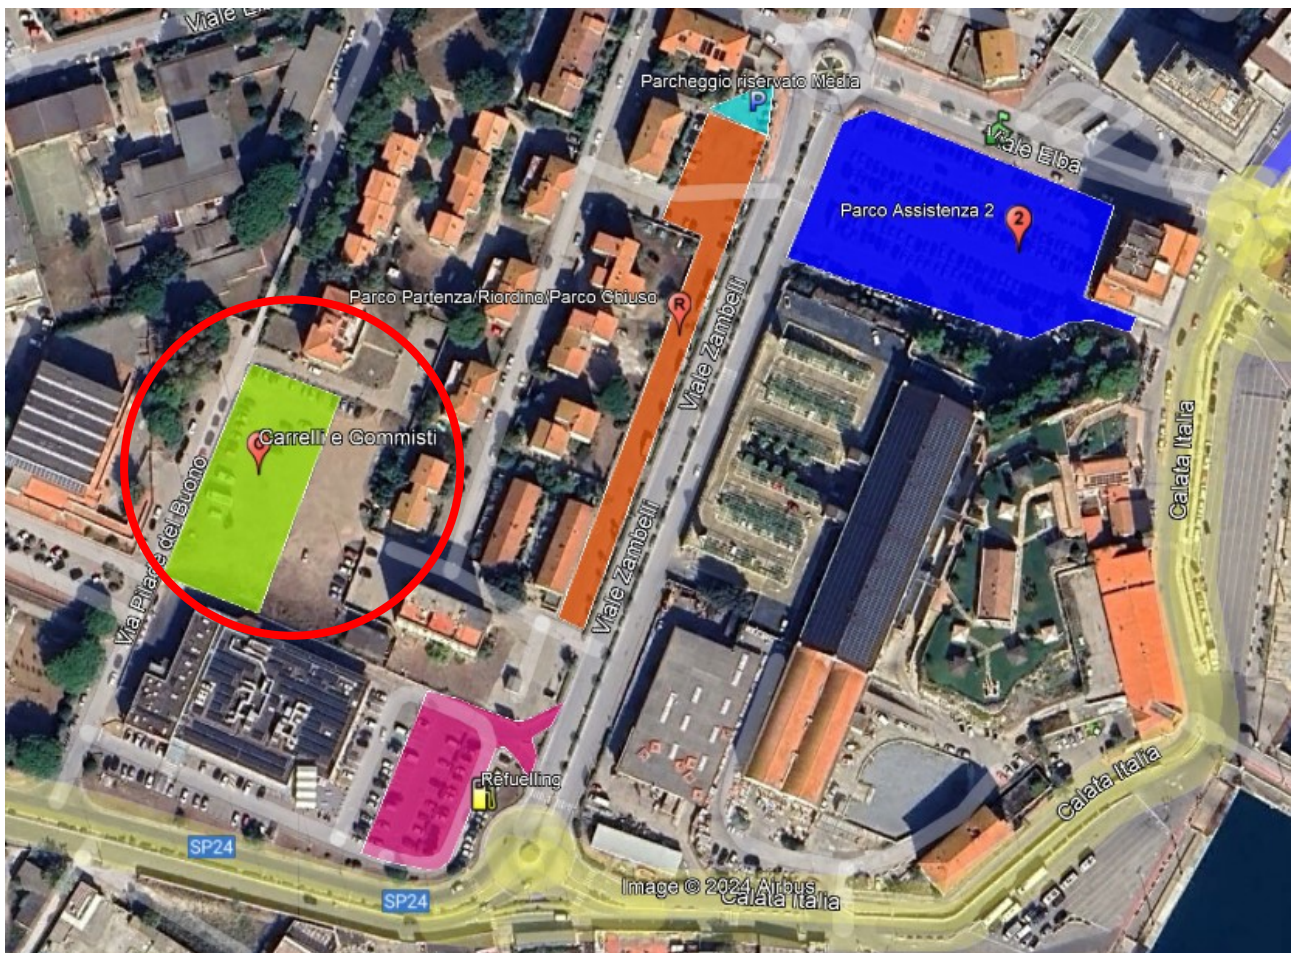 Viale Elba
Parcheggio riservato Media
P
Viale Elba
Parco Assistenza 2
2
Parco Partenza/Riordino/Parco Chiuso
R
Viale Zambelli
Carrelli e Gommisti
G
Calata Italia
Via Pilade del Buono
Viale Zambelli
Refuelling
Calata Italia
SP24
SP24
Image © 2024 Airbus
Calata Italia